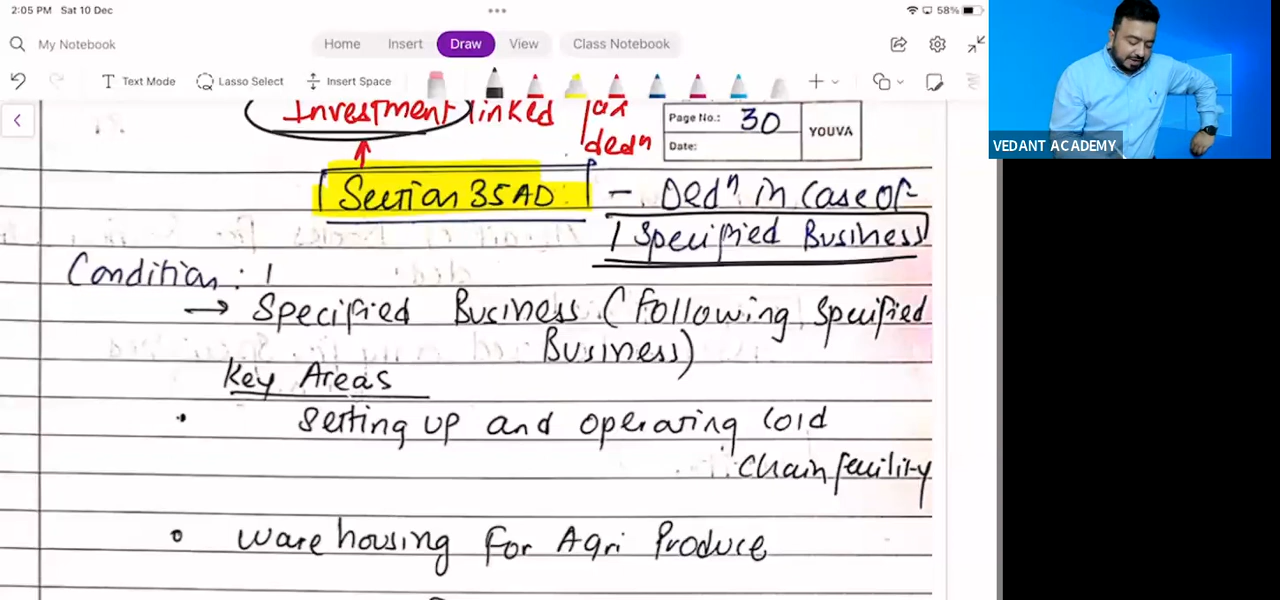 2:05 PM Sat 10 Dec
58%
My Notebook
Home Insert Draw View Class Notebook
Text Mode Lasso Select Insert Space
Investment linked Tax
dedn
Page No.: 30
Date:
YOUVA
VEDANT ACADEMY
Section 35AD - Dedn in case of
Specified Business
Condition : 1
→ Specified Business (Following Specified
Business)
Key Areas
• Setting up and operating Cold
Chain facility
• Warehousing for Agri Produce